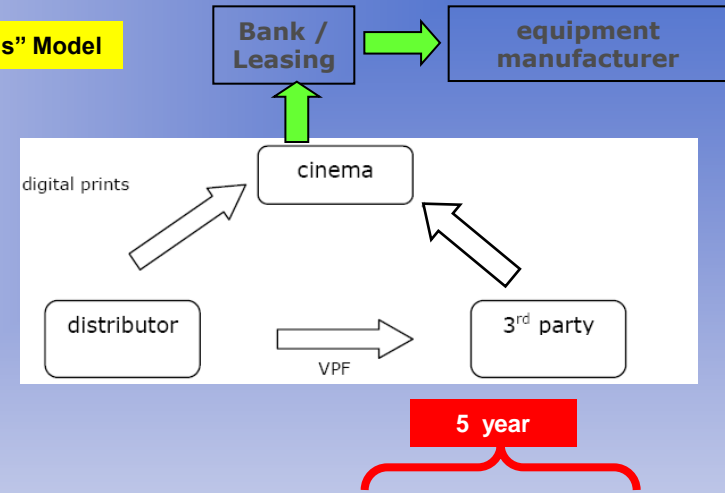 s” Model
Bank /
Leasing
equipment
manufacturer
cinema
digital prints
distributor
3rd party
VPF
5 year